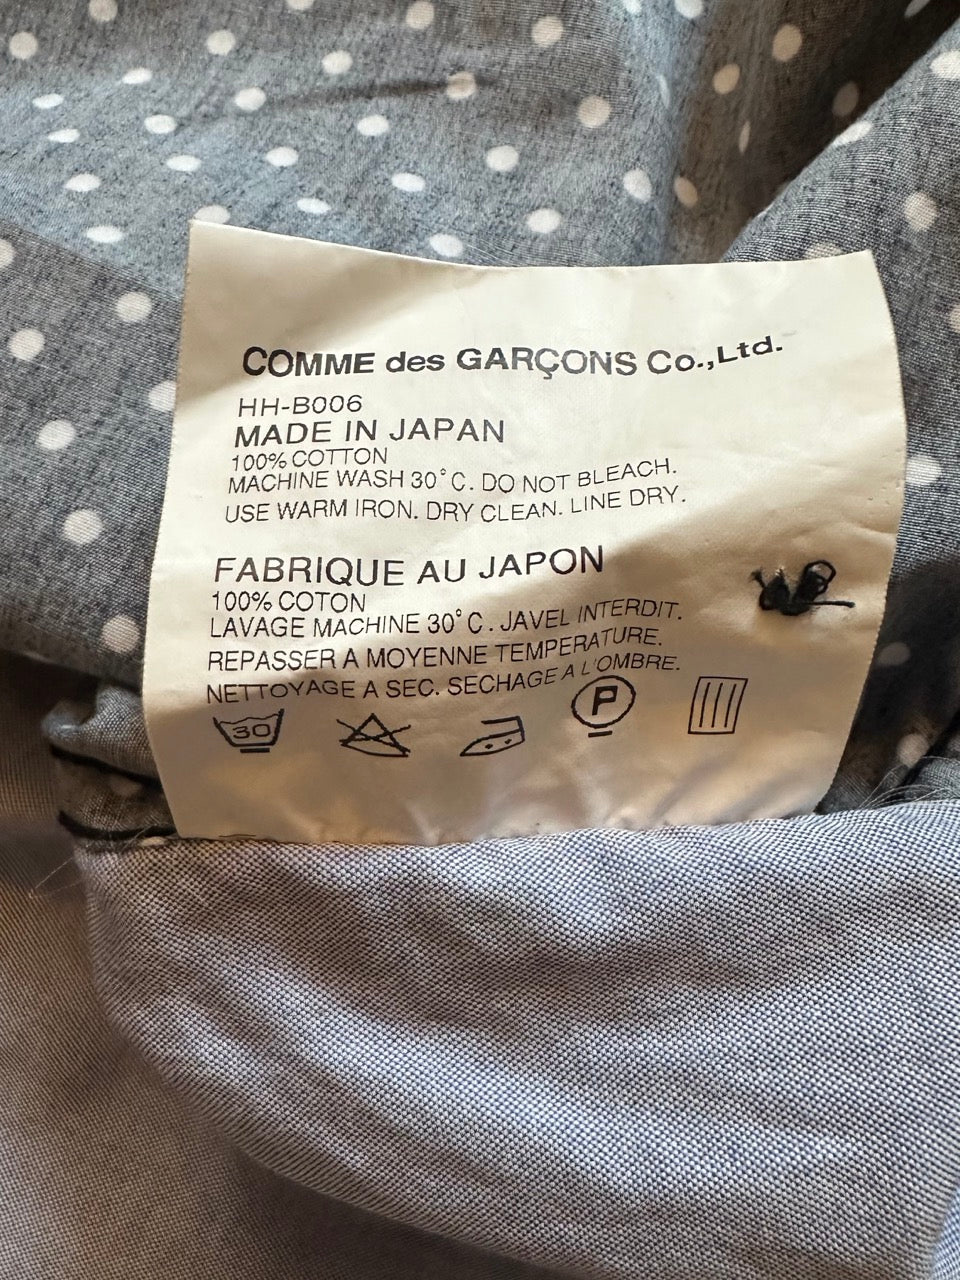 COMME des GARÇONS Co.,Ltd.
HH-B006
MADE IN JAPAN
100% COTTON
MACHINE WASH 30°C. DO NOT BLEACH.
USE WARM IRON. DRY CLEAN. LINE DRY.
FABRIQUE AU JAPON
100% COTON
LAVAGE MACHINE 30°C. JAVEL INTERDIT.
REPASSER A MOYENNE TEMPERATURE.
NETTOYAGE A SEC. SECHAGE A L'OMBRE.
30 P